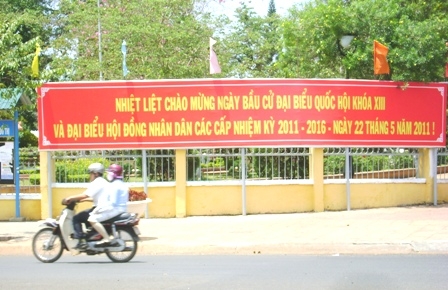 NHIỆT LIỆT CHÀO MỪNG NGÀY BẦU CỬ ĐẠI BIỂU QUỐC HỘI KHÓA XIII
VÀ ĐẠI BIỂU HỘI ĐỒNG NHÂN DÂN CÁC CẤP NHIỆM KỲ 2011 - 2016 - NGÀY 22 THÁNG 5 NĂM 2011 !